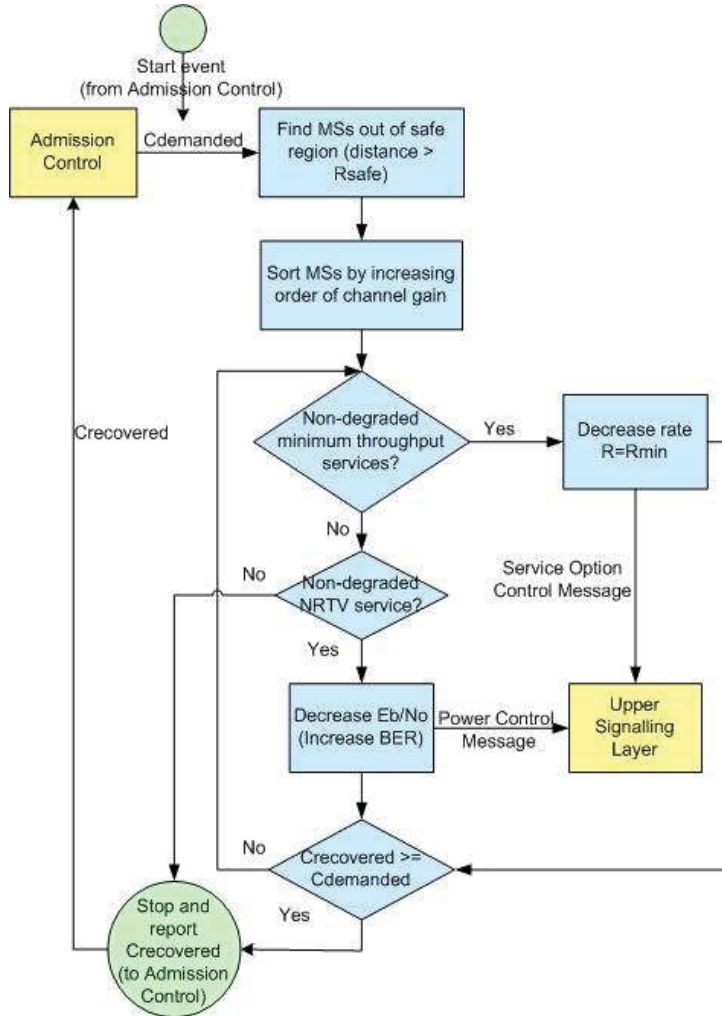 Start event
(from Admission Control)
Admission
Control
Cdemanded
Find MSs out of safe
region (distance >
Rsafe)
Sort MSs by increasing
order of channel gain
Crecovered
Non-degraded
minimum throughput
services?
Yes
Decrease rate
R=Rmin
No
Service Option
Control Message
No
Non-degraded
NRTV service?
Yes
Decrease Eb/No
(Increase BER)
Power Control
Message
Upper
Signalling
Layer
No
Crecovered >=
Cdemanded
Yes
Stop and
report
Crecovered
(to Admission
Control)